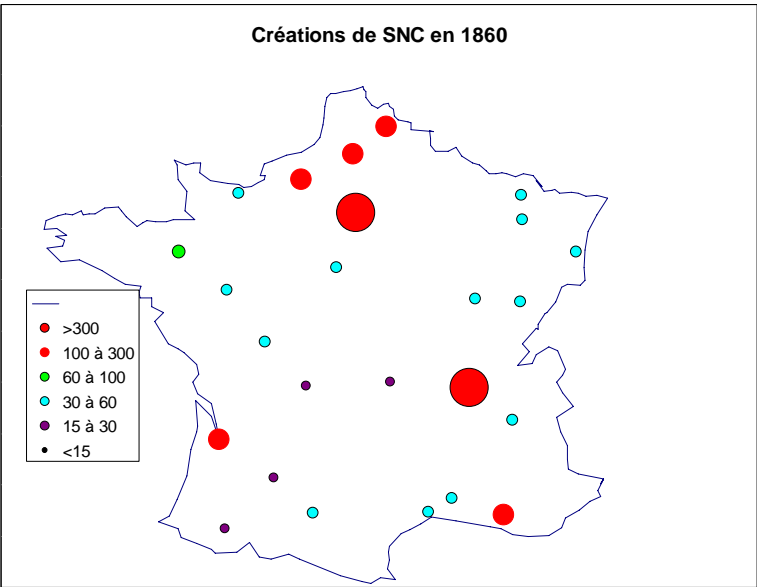 Créations de SNC en 1860
>300
100 à 300
60 à 100
30 à 60
15 à 30
<15